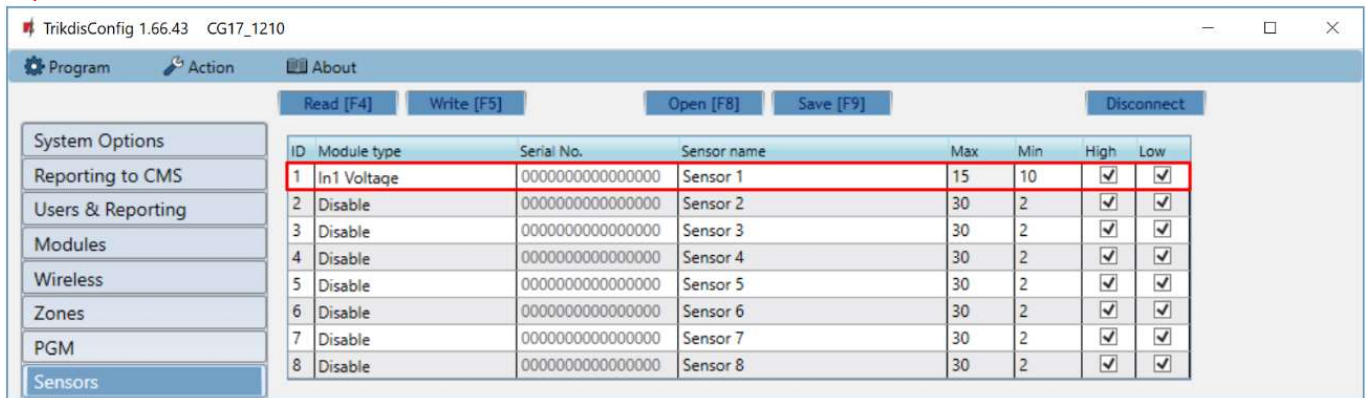 TrikdisConfig 1.66.43 CG17_1210
Program Action About
Read [F4] Write [F5] Open [F8] Save [F9] Disconnect
System Options
Reporting to CMS
Users & Reporting
Modules
Wireless
Zones
PGM
Sensors
ID Module type Serial No. Sensor name Max Min High Low
1 In1 Voltage 0000000000000000 Sensor 1 15 10
2 Disable 0000000000000000 Sensor 2 30 2
3 Disable 0000000000000000 Sensor 3 30 2
4 Disable 0000000000000000 Sensor 4 30 2
5 Disable 0000000000000000 Sensor 5 30 2
6 Disable 0000000000000000 Sensor 6 30 2
7 Disable 0000000000000000 Sensor 7 30 2
8 Disable 0000000000000000 Sensor 8 30 2